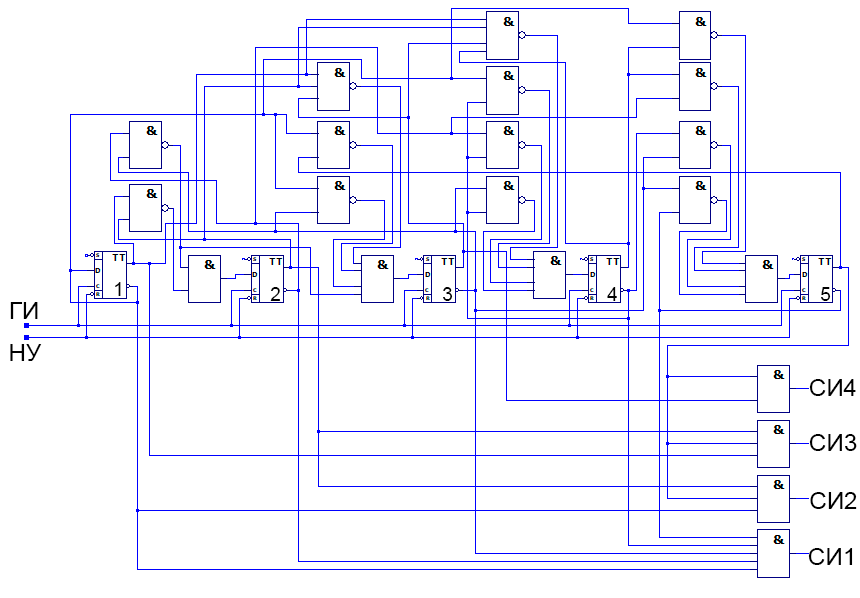 & & 
& & &
& & & &
& & & &
S TT D C R 1
& S TT D C R 2
& S TT D C R 3
& S TT D C R 4
& S TT D C R 5
ГИ
НУ
& СИ4
& СИ3
& СИ2
& СИ1